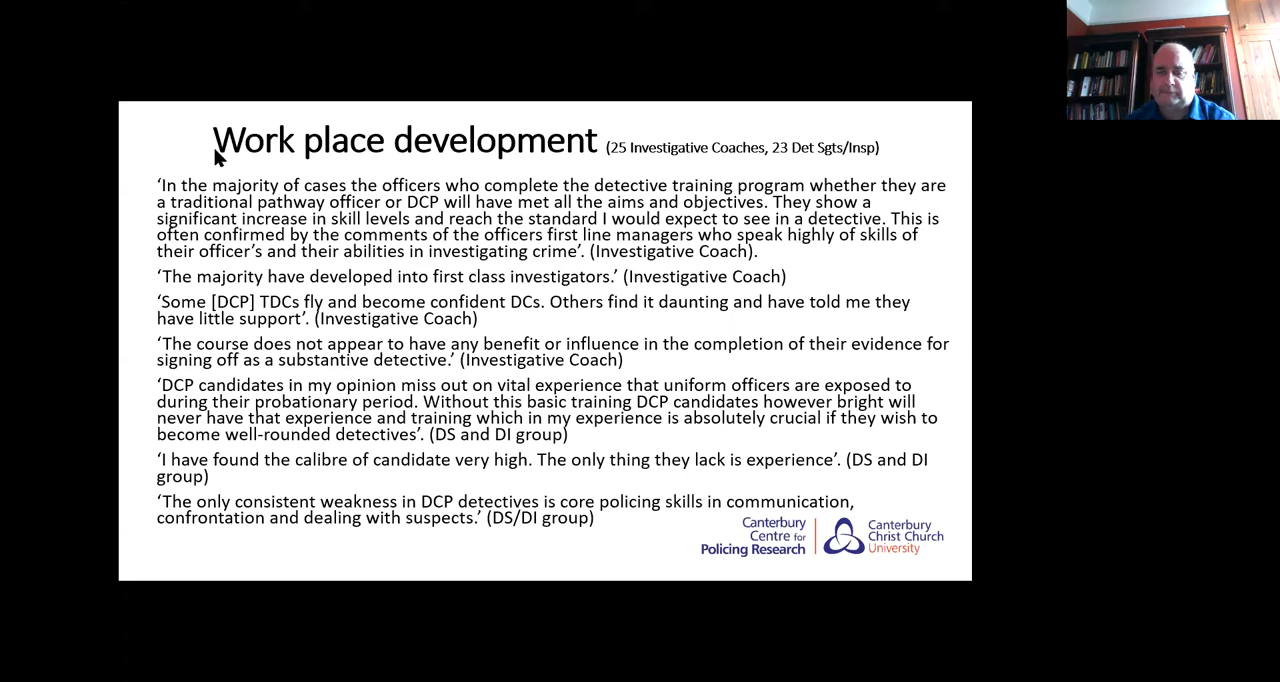 Work place development (25 Investigative Coaches, 23 Det Sgts/Insp)
‘In the majority of cases the officers who complete the detective training program whether they are
a traditional pathway officer or DCP will have met all the aims and objectives. They show a
significant increase in skill levels and reach the standard I would expect to see in a detective. This is
often confirmed by the comments of the officers first line managers who speak highly of skills of
their officer’s and their abilities in investigating crime’. (Investigative Coach).
‘The majority have developed into first class investigators.’ (Investigative Coach)
‘Some [DCP] TDCs fly and become confident DCs. Others find it daunting and have told me they
have little support’. (Investigative Coach)
‘The course does not appear to have any benefit or influence in the completion of their evidence for
signing off as a substantive detective.’ (Investigative Coach)
‘DCP candidates in my opinion miss out on vital experience that uniform officers are exposed to
during their probationary period. Without this basic training DCP candidates however bright will
never have that experience and training which in my experience is absolutely crucial if they wish to
become well-rounded detectives’. (DS and DI group)
‘I have found the calibre of candidate very high. The only thing they lack is experience’. (DS and DI
group)
‘The only consistent weakness in DCP detectives is core policing skills in communication,
confrontation and dealing with suspects.’ (DS/DI group)
Canterbury
Centre for
Policing Research
Canterbury
Christ Church
University